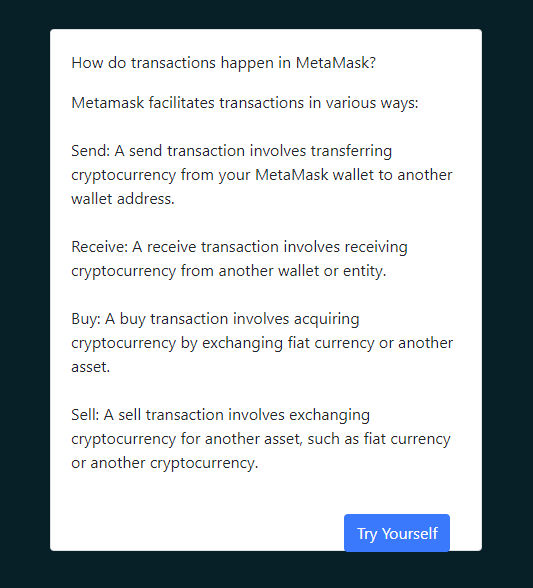 How do transactions happen in MetaMask?
Metamask facilitates transactions in various ways:
Send: A send transaction involves transferring
cryptocurrency from your MetaMask wallet to another
wallet address.
Receive: A receive transaction involves receiving
cryptocurrency from another wallet or entity.
Buy: A buy transaction involves acquiring
cryptocurrency by exchanging fiat currency or another
asset.
Sell: A sell transaction involves exchanging
cryptocurrency for another asset, such as fiat currency
or another cryptocurrency.
Try Yourself